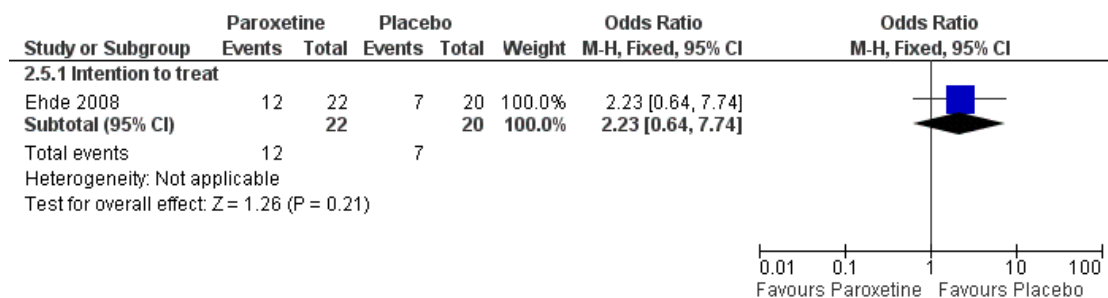 Paroxetine Placebo Odds Ratio Odds Ratio
Study or Subgroup Events Total Events Total Weight M-H, Fixed, 95% CI M-H, Fixed, 95% CI
2.5.1 Intention to treat
Ehde 2008 12 22 7 20 100.0% 2.23 [0.64, 7.74]
Subtotal (95% CI) 22 20 100.0% 2.23 [0.64, 7.74]
Total events 12 7
Heterogeneity: Not applicable
Test for overall effect: Z = 1.26 (P = 0.21)
0.01 0.1 1 10 100
Favours Paroxetine Favours Placebo